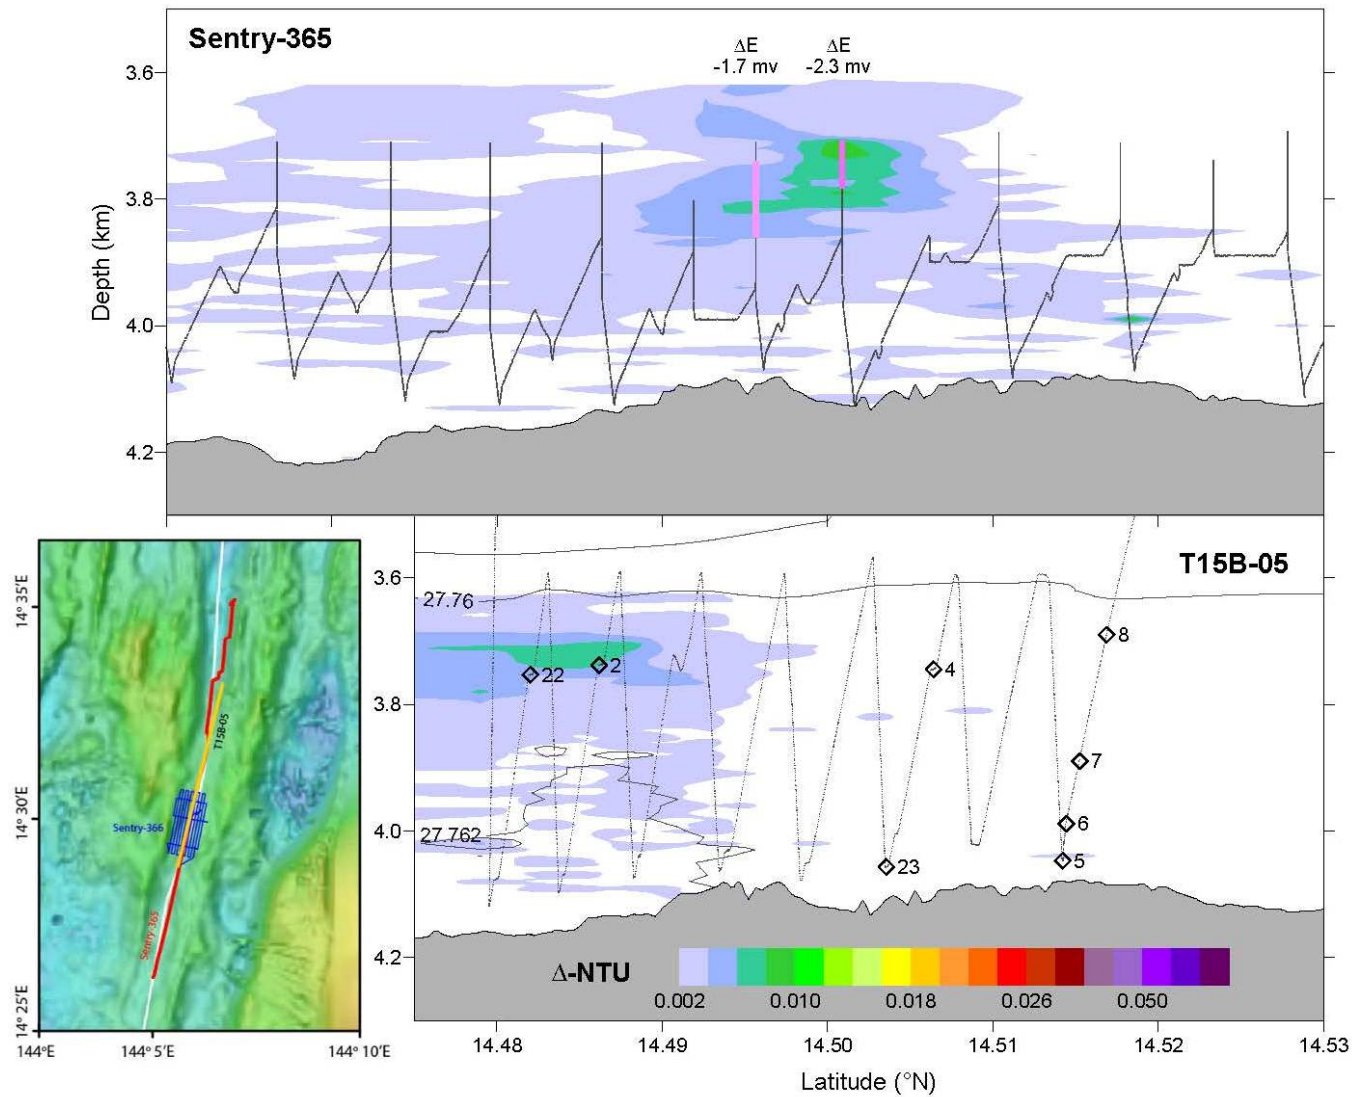 Sentry-365
ΔE
-1.7 mv
ΔE
-2.3 mv
3.6
3.8
4.0
4.2
Depth (km)
T15B-05
3.6
27.76
22
2
4
8
3.8
7
4.0
27.762
6
23
5
4.2
Δ-NTU
0.002
0.010
0.018
0.026
0.050
14.48
14.49
14.50
14.51
14.52
14.53
Latitude (°N)
14° 35'E
14° 30'E
14° 25'E
T15B-05
Sentry-366
Sentry-365
144°E
144° 5'E
144° 10'E